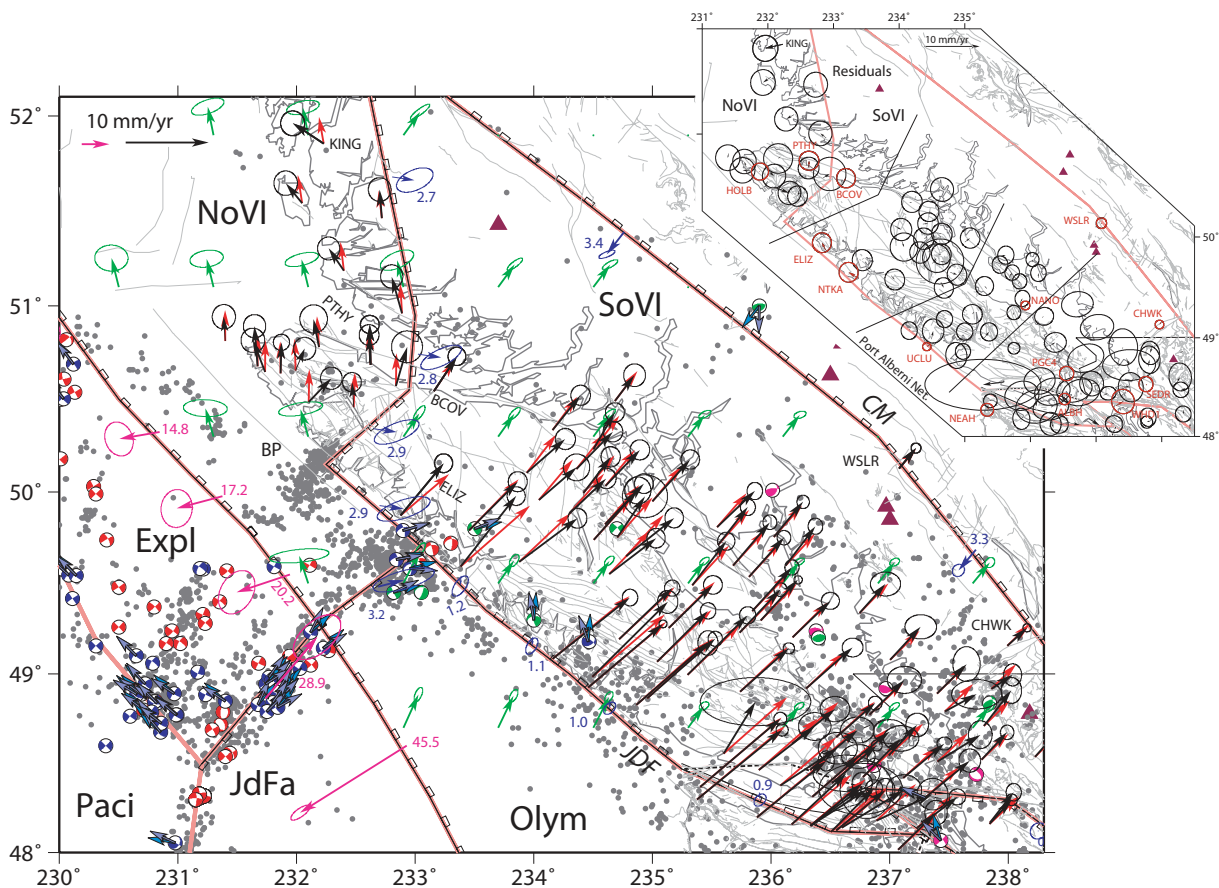 231° 232° 233° 234° 235°
10 mm/yr
KING
Residuals
NoVI
SoVI
PTHY
HOLB
BCOV
WSLR
50°
ELIZ
NTKA
NANO
CHWK
UCLU
PGC4
Port Alberni Net.
SEDR
NEAH
ALBH
48°
52°
10 mm/yr
KING
NoVI
2.7
3.4
SoVI
51°
PTHY
2.8
BCOV
CM
14.8
BP
2.9
WSLR
50°
17.2
ELIZ
2.9
Expl
3.3
20.2
3.2
1.2
CHWK
49°
1.1
28.9
1.0
45.5
JDF
0.9
JdFa
Paci
Olym
48°
230° 231° 232° 233° 234° 235° 236° 237° 238°